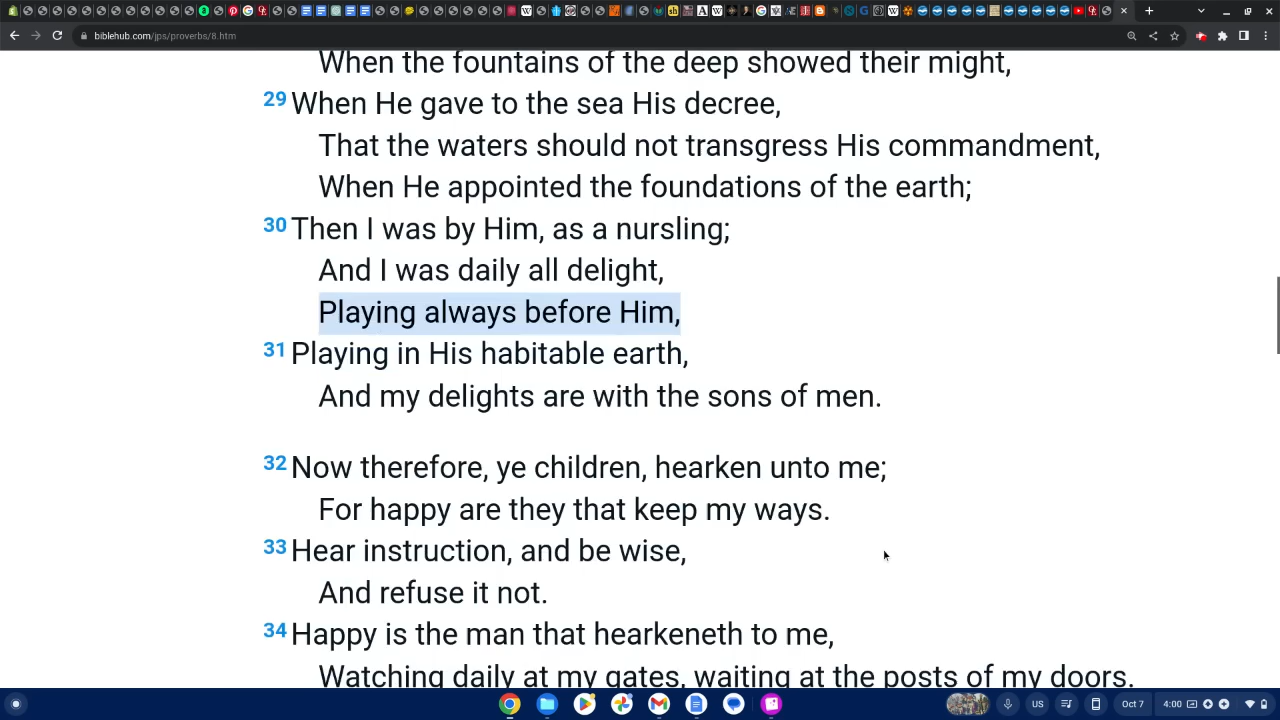 biblehub.com/jps/proverbs/8.htm
When the fountains of the deep showed their might,
29 When He gave to the sea His decree,
That the waters should not transgress His commandment,
When He appointed the foundations of the earth;
30 Then I was by Him, as a nursling;
And I was daily all delight,
Playing always before Him,
31 Playing in His habitable earth,
And my delights are with the sons of men.
32 Now therefore, ye children, hearken unto me;
For happy are they that keep my ways.
33 Hear instruction, and be wise,
And refuse it not.
34 Happy is the man that hearkeneth to me,
Watching daily at my gates, waiting at the posts of my doors.
US
Oct 7
4:00